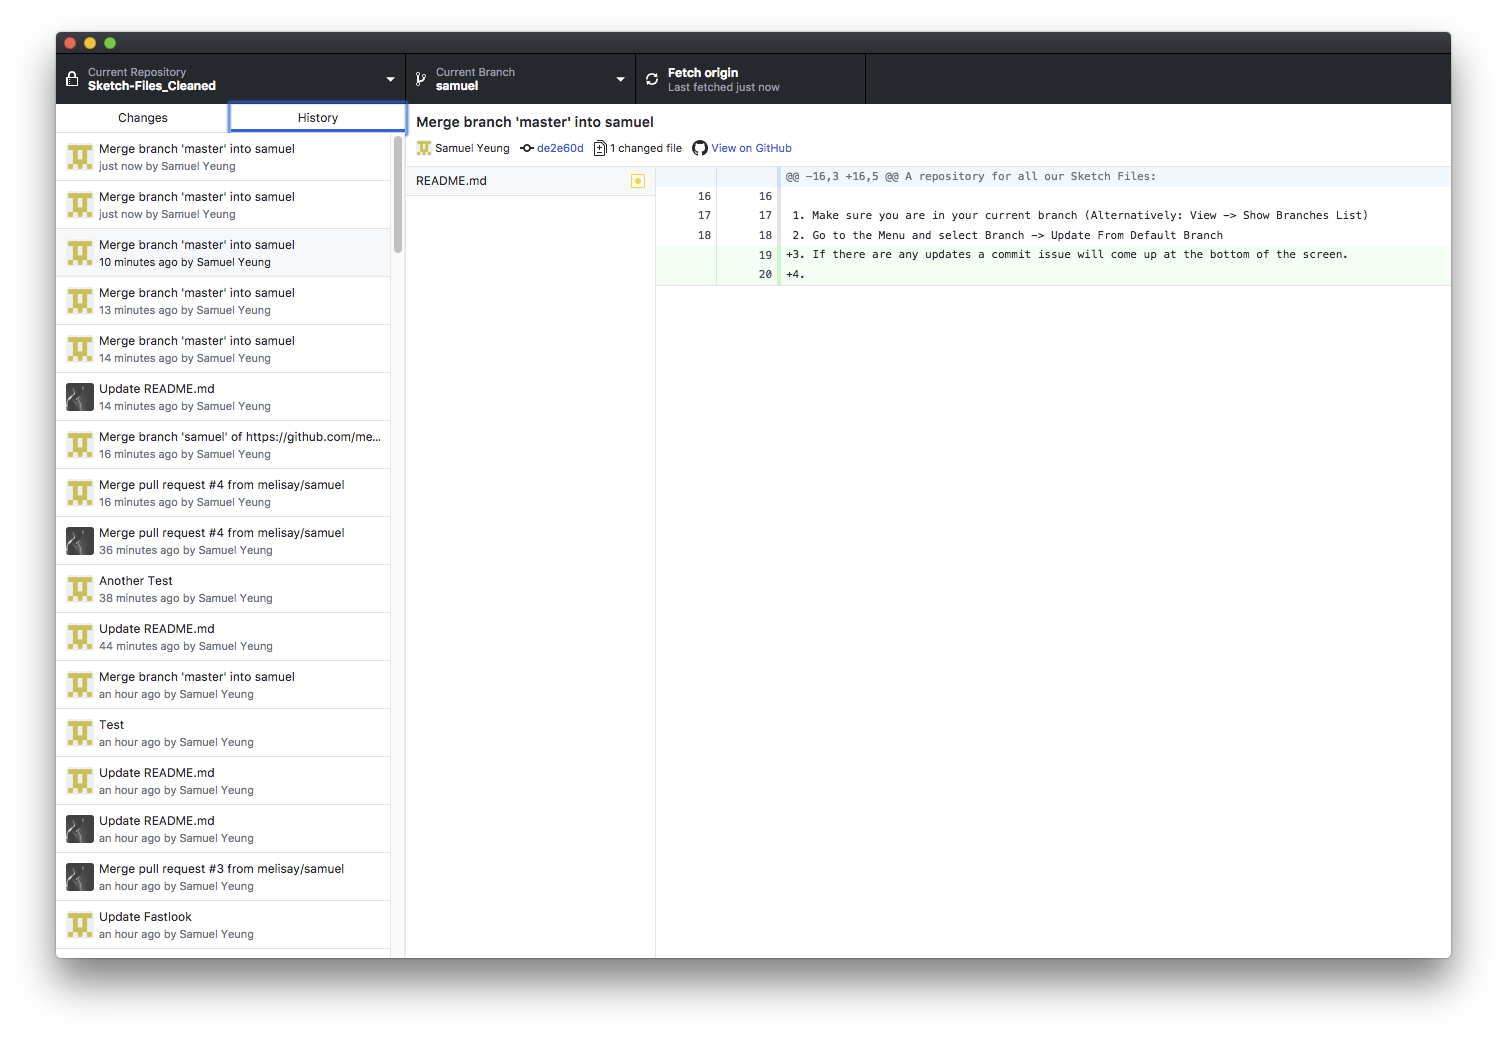 Current Repository
Sketch-Files_Cleaned
Current Branch
samuel
Fetch origin
Last fetched just now
Changes
History
Merge branch 'master' into samuel
just now by Samuel Yeung
Merge branch 'master' into samuel
just now by Samuel Yeung
Merge branch 'master' into samuel
10 minutes ago by Samuel Yeung
Merge branch 'master' into samuel
13 minutes ago by Samuel Yeung
Merge branch 'master' into samuel
14 minutes ago by Samuel Yeung
Update README.md
14 minutes ago by Samuel Yeung
Merge branch 'samuel' of https://github.com/me...
16 minutes ago by Samuel Yeung
Merge pull request #4 from melisay/samuel
16 minutes ago by Samuel Yeung
Merge pull request #4 from melisay/samuel
36 minutes ago by Samuel Yeung
Another Test
38 minutes ago by Samuel Yeung
Update README.md
44 minutes ago by Samuel Yeung
Merge branch 'master' into samuel
an hour ago by Samuel Yeung
Test
an hour ago by Samuel Yeung
Update README.md
an hour ago by Samuel Yeung
Update README.md
an hour ago by Samuel Yeung
Merge pull request #3 from melisay/samuel
an hour ago by Samuel Yeung
Update Fastlook
an hour ago by Samuel Yeung
Merge branch 'master' into samuel
Samuel Yeung de2e60d 1 changed file View on GitHub
README.md
@@ -16,3 +16,5 @@ A repository for all our Sketch Files:
16 16
17 17 1. Make sure you are in your current branch (Alternatively: View -> Show Branches List)
18 18 2. Go to the Menu and select Branch -> Update From Default Branch
19 +3. If there are any updates a commit issue will come up at the bottom of the screen.
20 +4.